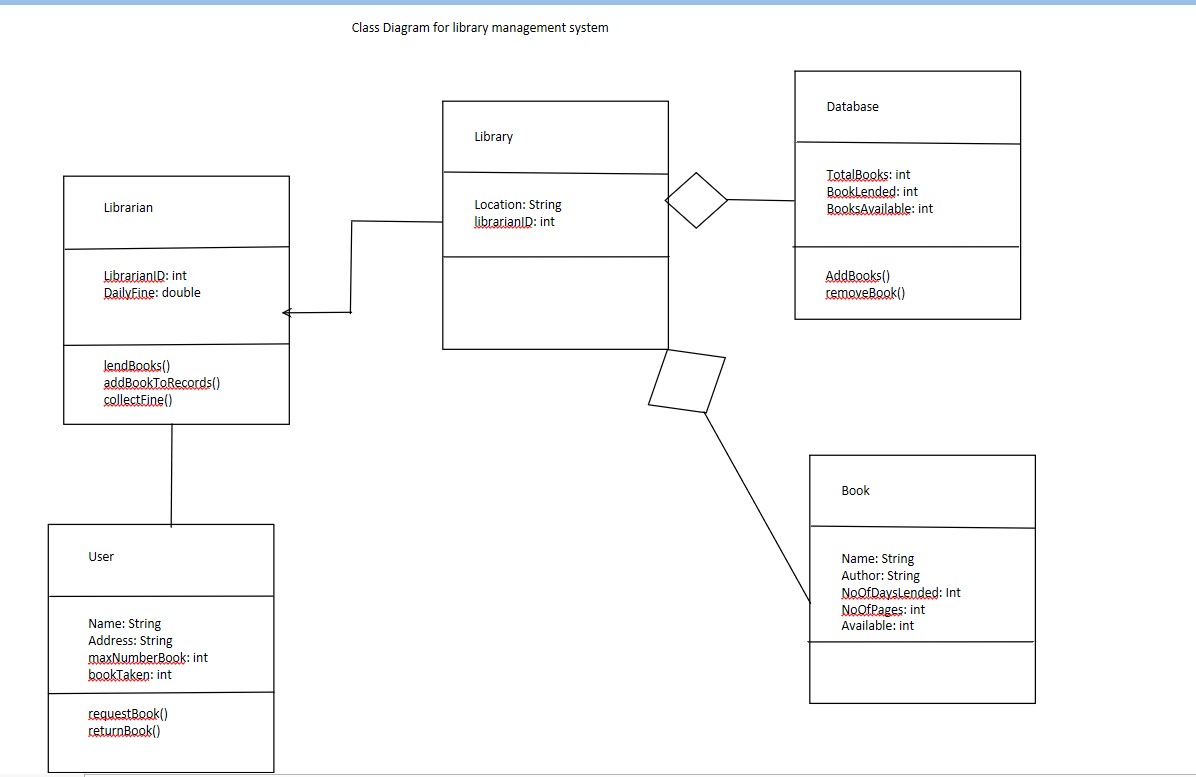 Class Diagram for library management system
Librarian
LibrarianID: int
DailyFine: double
lendBooks()
addBookToRecords()
collectFine()
Library
Location: String
librarianID: int
Database
TotalBooks: int
BookLended: int
BooksAvailable: int
AddBooks()
removeBook()
User
Name: String
Address: String
maxNumberBook: int
bookTaken: int
requestBook()
returnBook()
Book
Name: String
Author: String
NoOfDaysLended: Int
NoOfPages: int
Available: int